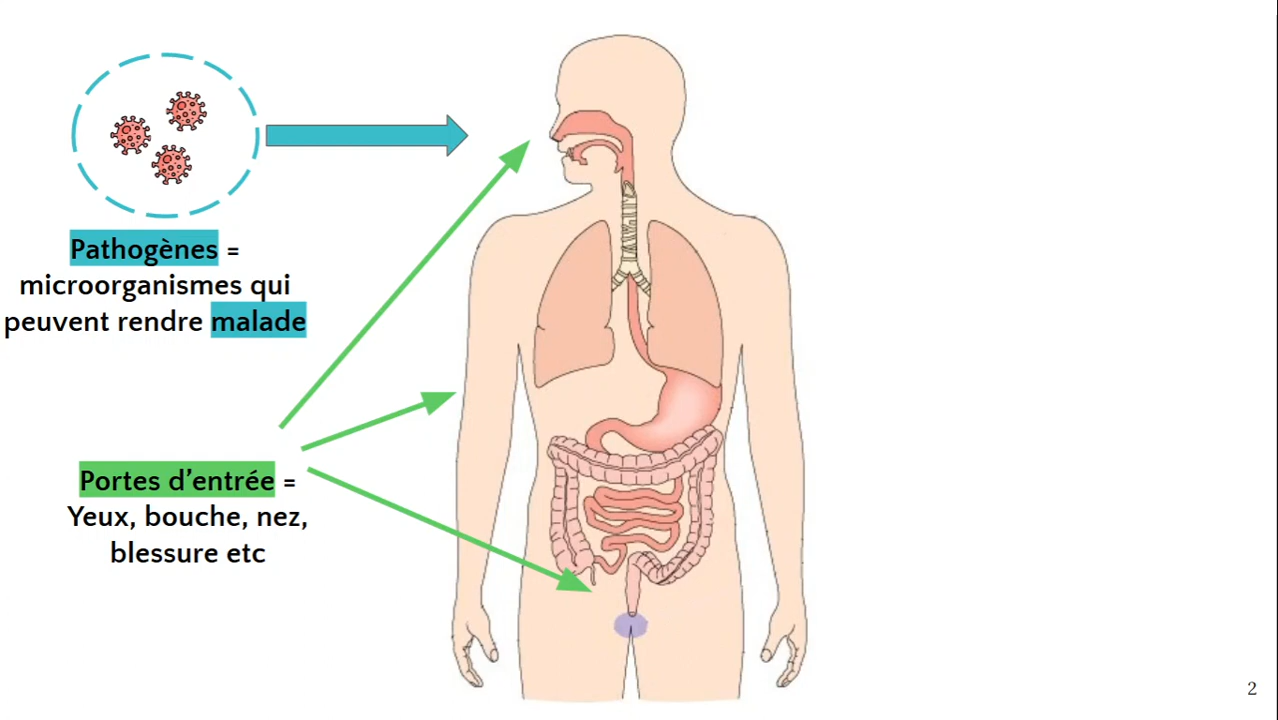 Pathogènes =
microorganismes qui
peuvent rendre malade
Portes d’entrée =
Yeux, bouche, nez,
blessure etc
2